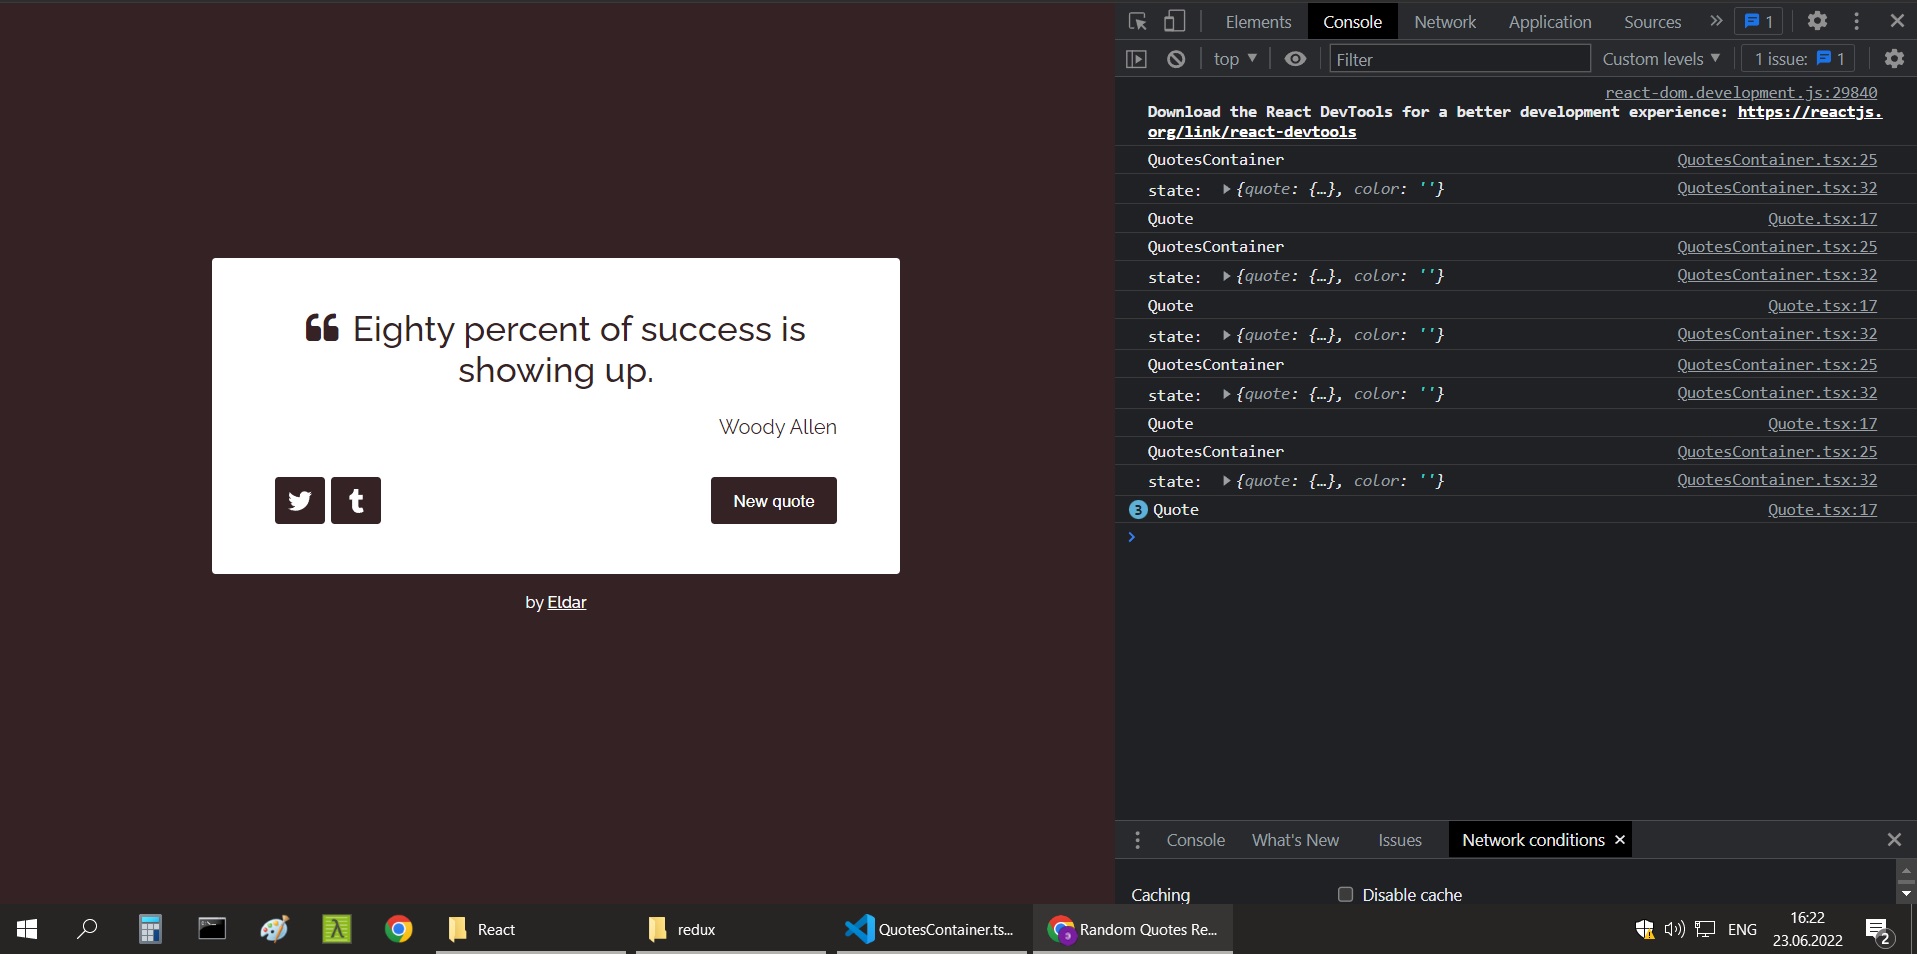 Eighty percent of success is
showing up.
Woody Allen
New quote
by Eldar
Elements Console Network Application Sources 1
top Filter Custom levels 1 issue: 1
react-dom.development.js:29840
Download the React DevTools for a better development experience: https://reactjs.
org/link/react-devtools
QuotesContainer QuotesContainer.tsx:25
state: {quote: {…}, color: ''} QuotesContainer.tsx:32
Quote Quote.tsx:17
QuotesContainer QuotesContainer.tsx:25
state: {quote: {…}, color: ''} QuotesContainer.tsx:32
Quote Quote.tsx:17
state: {quote: {…}, color: ''} QuotesContainer.tsx:32
QuotesContainer QuotesContainer.tsx:25
state: {quote: {…}, color: ''} QuotesContainer.tsx:32
Quote Quote.tsx:17
QuotesContainer QuotesContainer.tsx:25
state: {quote: {…}, color: ''} QuotesContainer.tsx:32
3 Quote Quote.tsx:17
Console What's New Issues Network conditions
Caching Disable cache
React redux QuotesContainer.ts... Random Quotes Re... ENG 16:22
23.06.2022 2